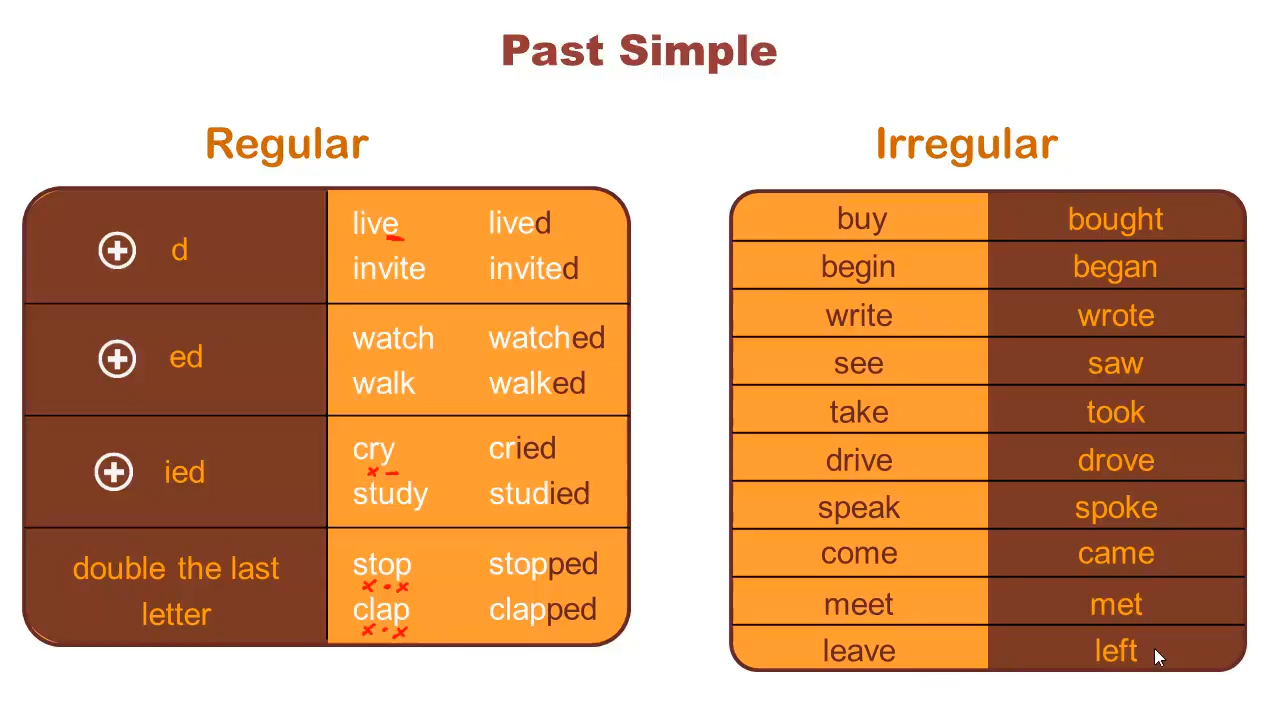 Past Simple
Regular
d
live lived
invite invited
ed
watch watched
walk walked
ied
cry cried
study studied
double the last
letter
stop stopped
clap clapped
Irregular
buy bought
begin began
write wrote
see saw
take took
drive drove
speak spoke
come came
meet met
leave left